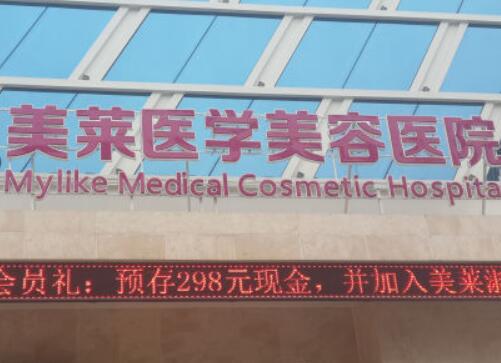 美莱医学美容医院
Mylike Medical Cosmetic Hospita
会员礼：预存298元现金，并加入美莱